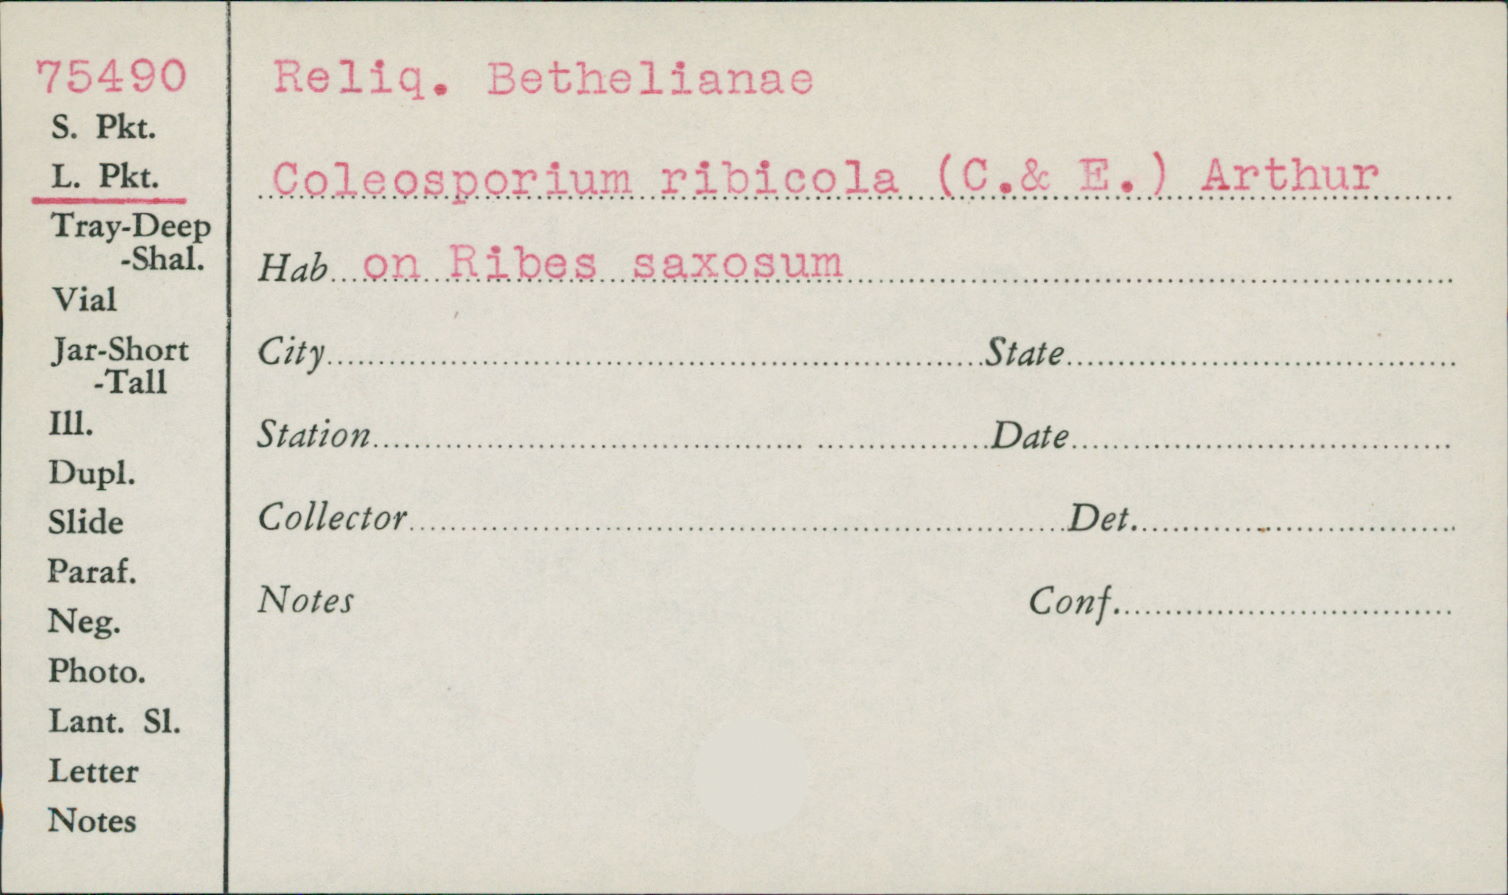 75490
S. Pkt.
L. Pkt.
Tray-Deep
-Shal.
Vial
Jar-Short
-Tall
Ill.
Dupl.
Slide
Paraf.
Neg.
Photo.
Lant. Sl.
Letter
Notes
Reliq. Bethelianae
Coleosporium ribicola (C.& E.) Arthur
Hab on Ribes saxosum
City State
Station Date
Collector Det.
Notes Conf.